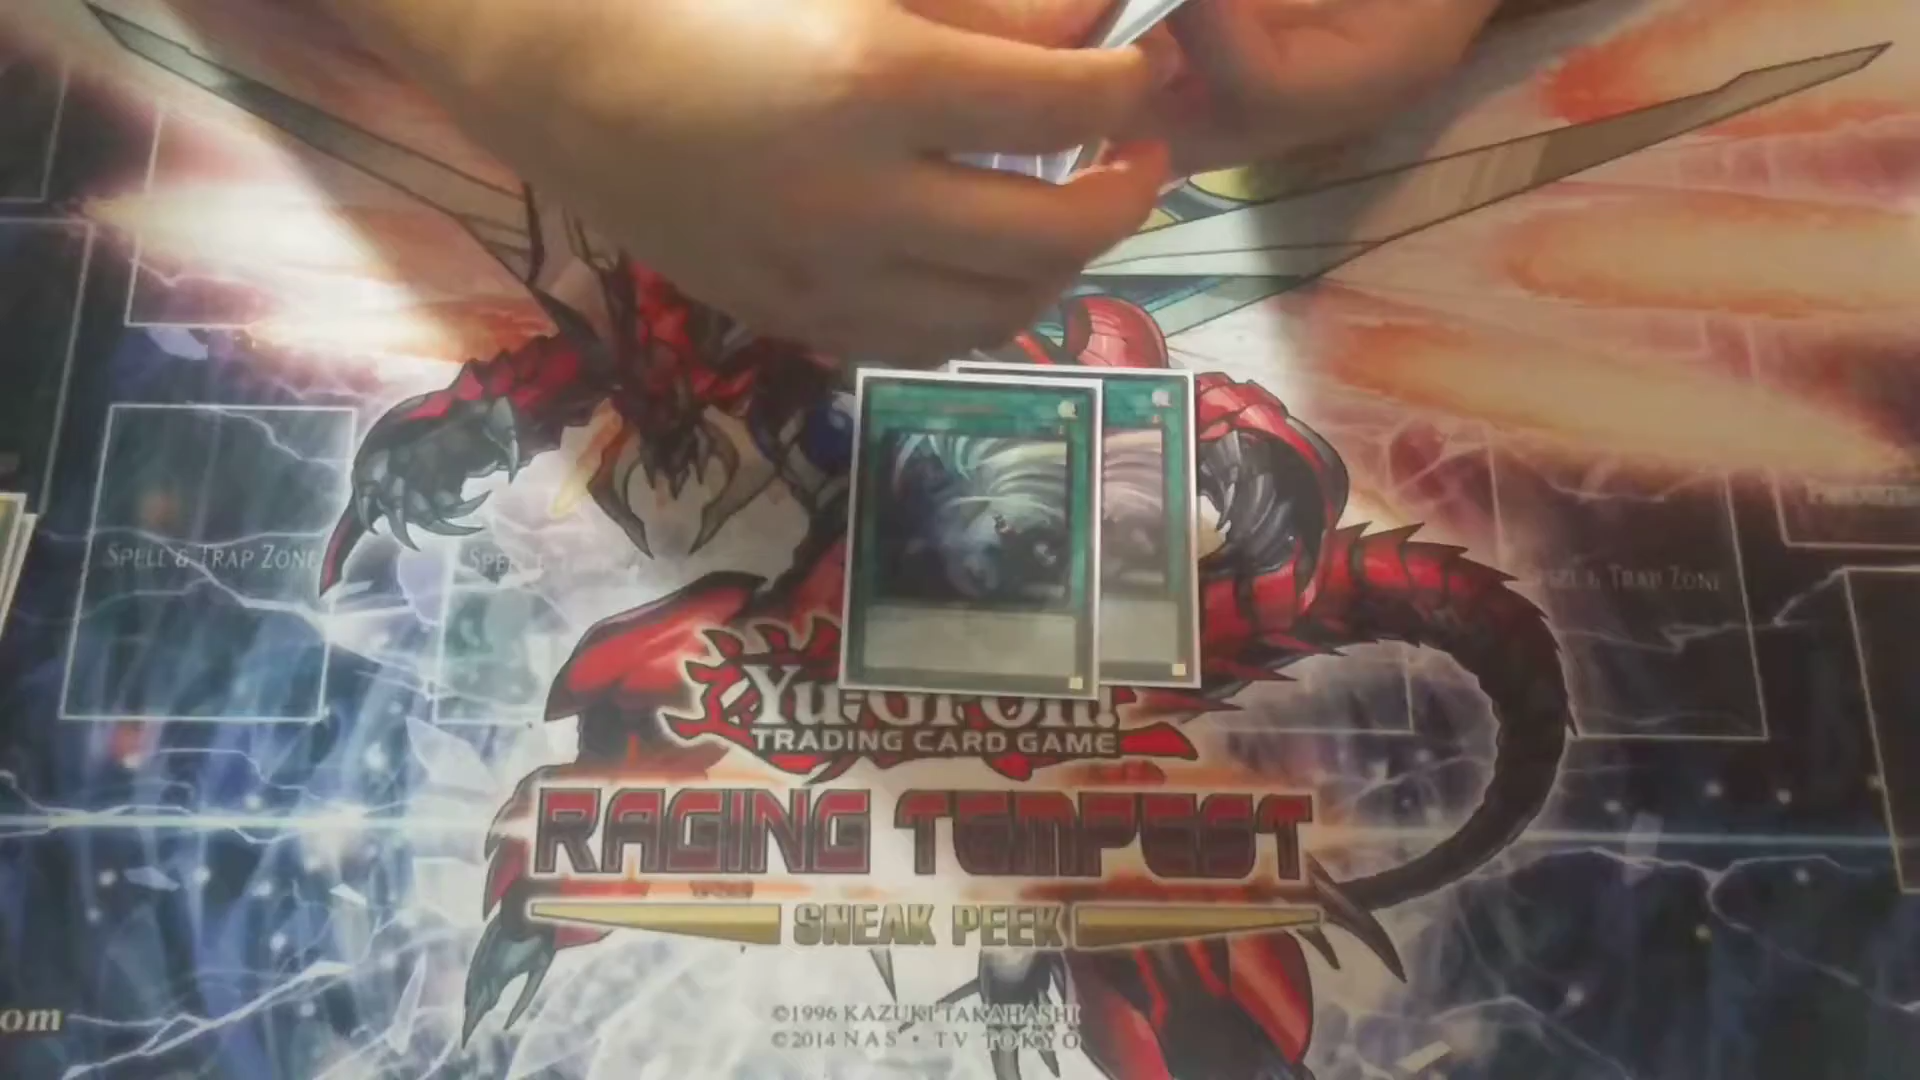 SPELL & TRAP ZONE
SPELL & TRAP ZONE
YU-GI-OH!
TRADING CARD GAME
RAGING TEMPEST
SNEAK PEEK
om
©1996 KAZUKI TAKAHASHI
©2014 NAS • TV TOKYO